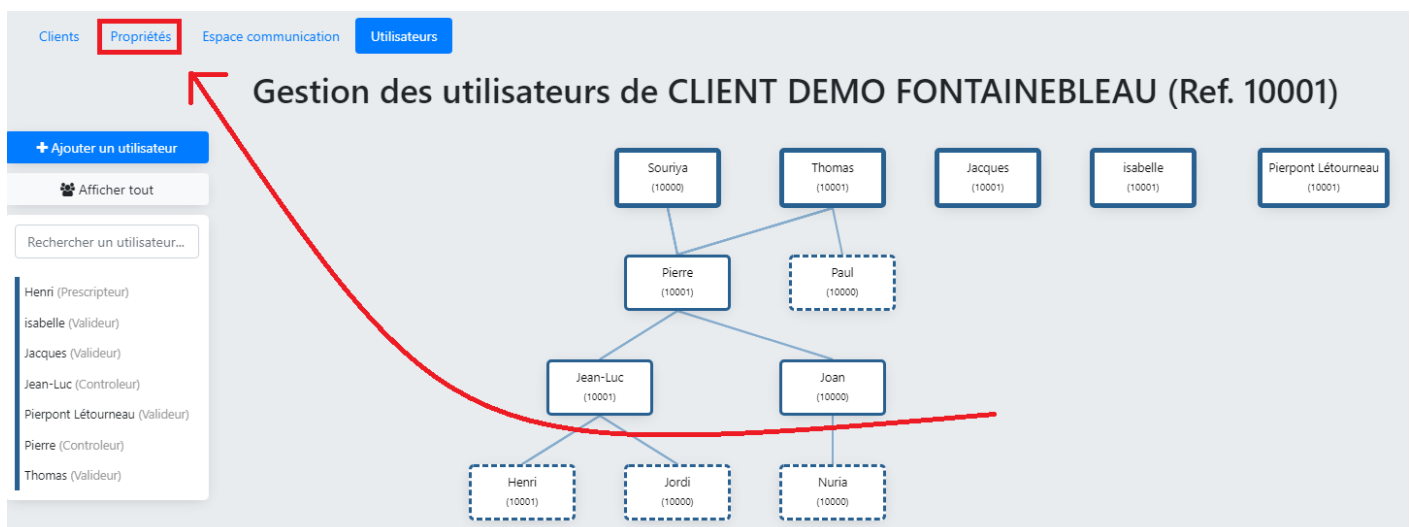 Clients Propriétés Espace communication Utilisateurs
Gestion des utilisateurs de CLIENT DEMO FONTAINEBLEAU (Ref. 10001)
+ Ajouter un utilisateur
Afficher tout
Rechercher un utilisateur...
Henri (Prescripteur)
isabelle (Valideur)
Jacques (Valideur)
Jean-Luc (Controleur)
Pierpont Létourneau (Valideur)
Pierre (Controleur)
Thomas (Valideur)
Souriya
(10000)
Thomas
(10001)
Jacques
(10001)
isabelle
(10001)
Pierpont Létourneau
(10001)
Pierre
(10001)
Paul
(10000)
Jean-Luc
(10001)
Joan
(10000)
Henri
(10001)
Jordi
(10000)
Nuria
(10000)